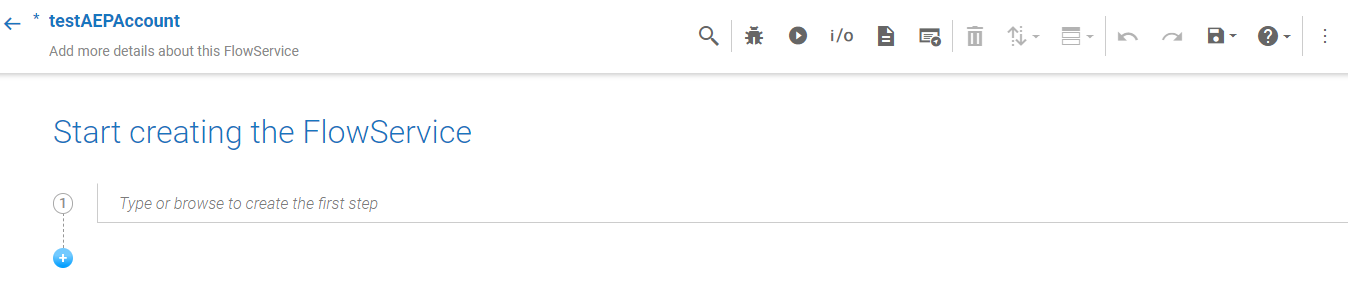 * testAEPAccount
Add more details about this FlowService
i/o
Start creating the FlowService
1 Type or browse to create the first step